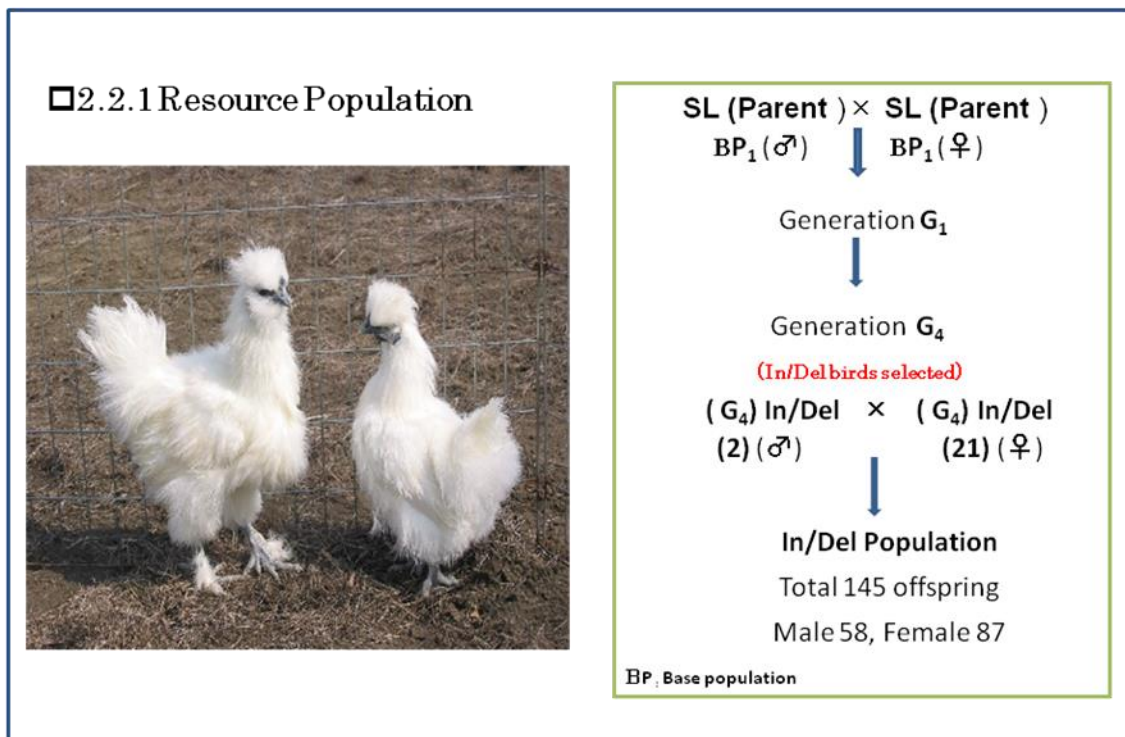 2.2.1 Resource Population
SL (Parent ) × SL (Parent )
BP₁ (♂) BP₁ (♀)
Generation G₁
Generation G₄
(In/Del birds selected)
( G₄) In/Del × ( G₄) In/Del
(2) (♂) (21) (♀)
In/Del Population
Total 145 offspring
Male 58, Female 87
BP : Base population